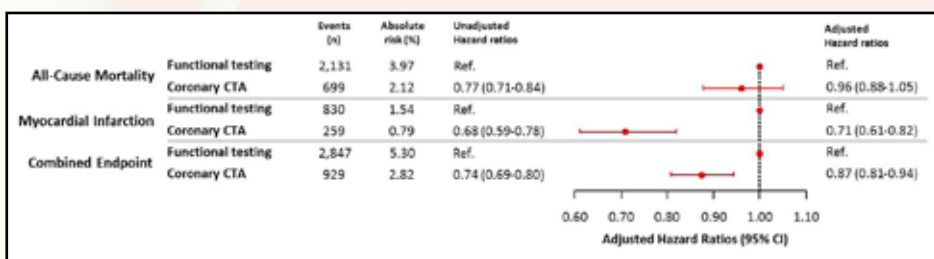 Events (n) Absolute risk (%) Unadjusted Hazard ratios Adjusted Hazard ratios
All-Cause Mortality
Functional testing 2,131 3.97 Ref. Ref.
Coronary CTA 699 2.12 0.77 (0.71-0.84) 0.96 (0.88-1.05)
Myocardial Infarction
Functional testing 830 1.54 Ref. Ref.
Coronary CTA 259 0.79 0.68 (0.59-0.78) 0.71 (0.61-0.82)
Combined Endpoint
Functional testing 2,847 5.30 Ref. Ref.
Coronary CTA 929 2.82 0.74 (0.69-0.80) 0.87 (0.81-0.94)
0.60 0.70 0.80 0.90 1.00 1.10
Adjusted Hazard Ratios (95% CI)